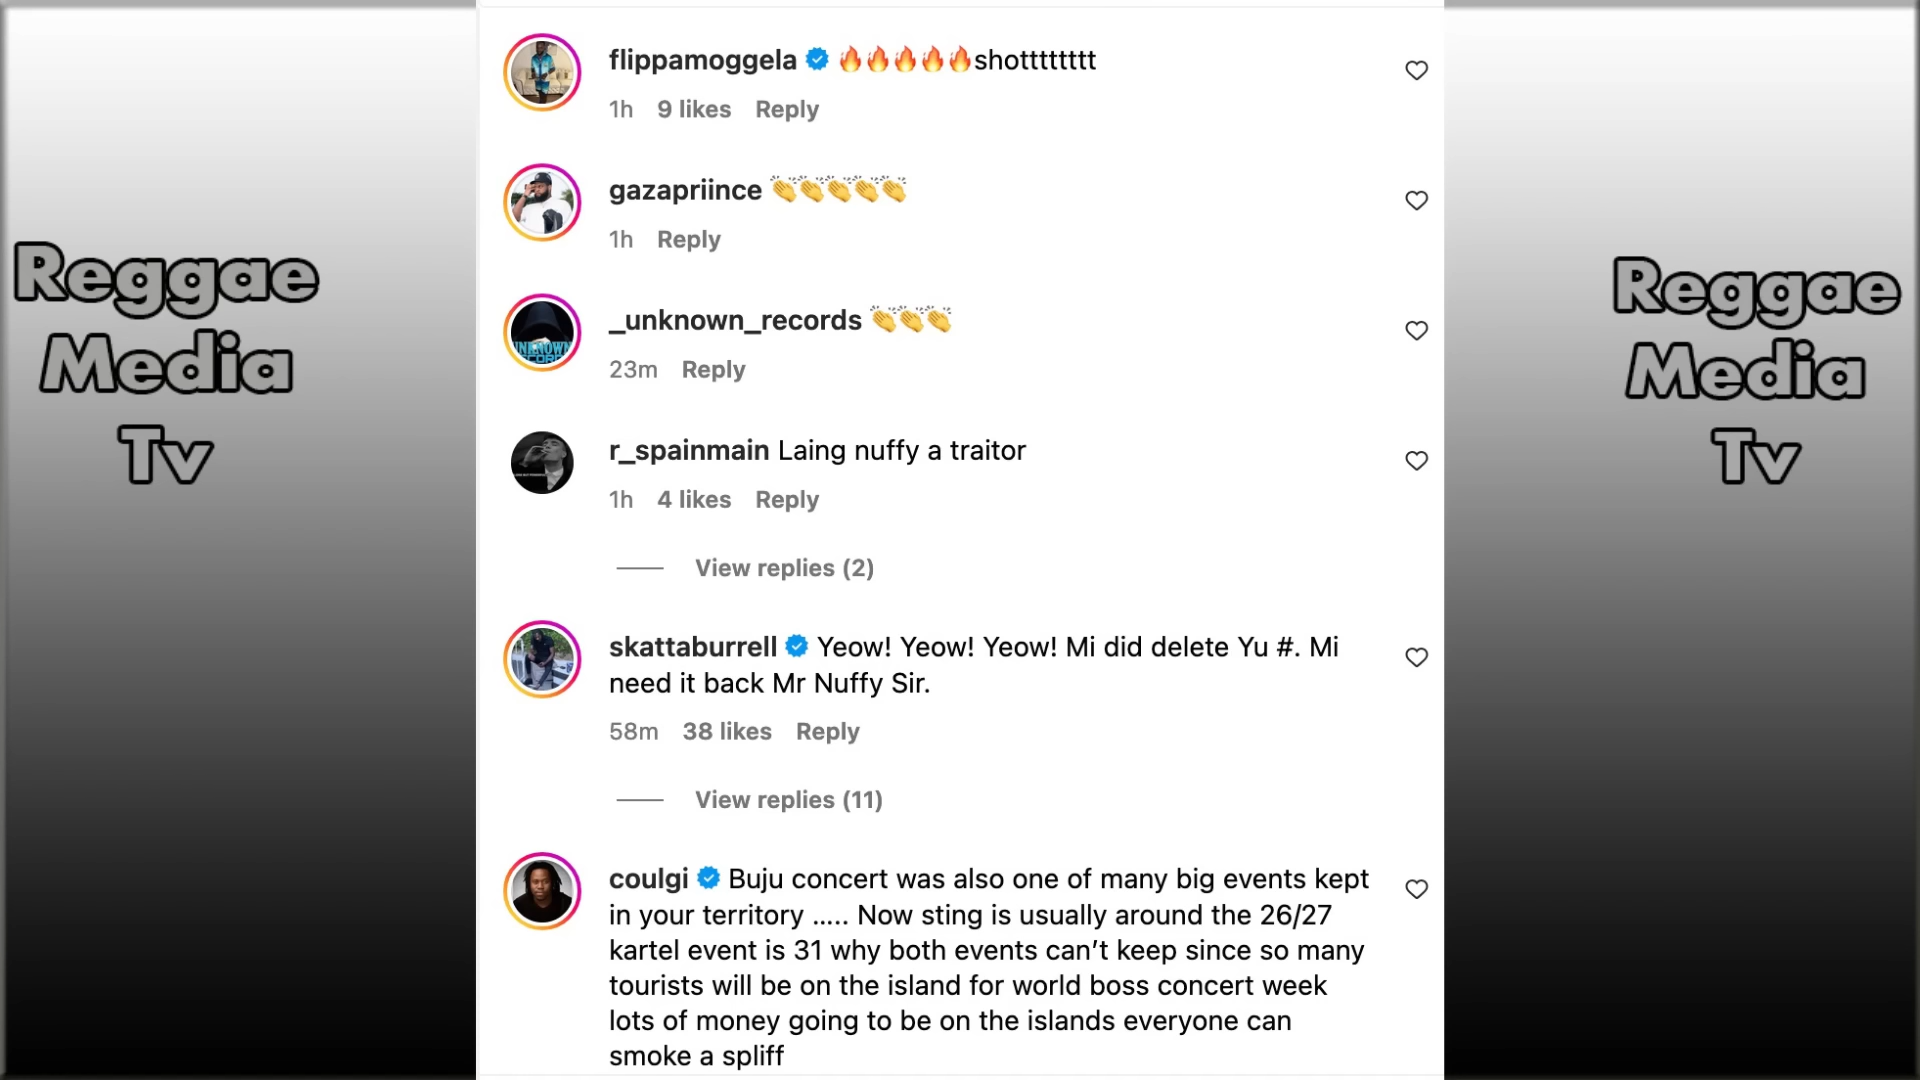 flippamoggela 🔥🔥🔥🔥🔥shotttttttt
1h 9 likes Reply
gazapriince 👏👏👏👏👏
1h Reply
_unknown_records 👏👏👏
23m Reply
r_spainmain Laing nuffy a traitor
1h 4 likes Reply
View replies (2)
skattaburrell Yeow! Yeow! Yeow! Mi did delete Yu #. Mi
need it back Mr Nuffy Sir.
58m 38 likes Reply
View replies (11)
coulgi Buju concert was also one of many big events kept
in your territory ..... Now sting is usually around the 26/27
kartel event is 31 why both events can’t keep since so many
tourists will be on the island for world boss concert week
lots of money going to be on the islands everyone can
smoke a spliff
Reggae
Media
Tv
Reggae
Media
Tv